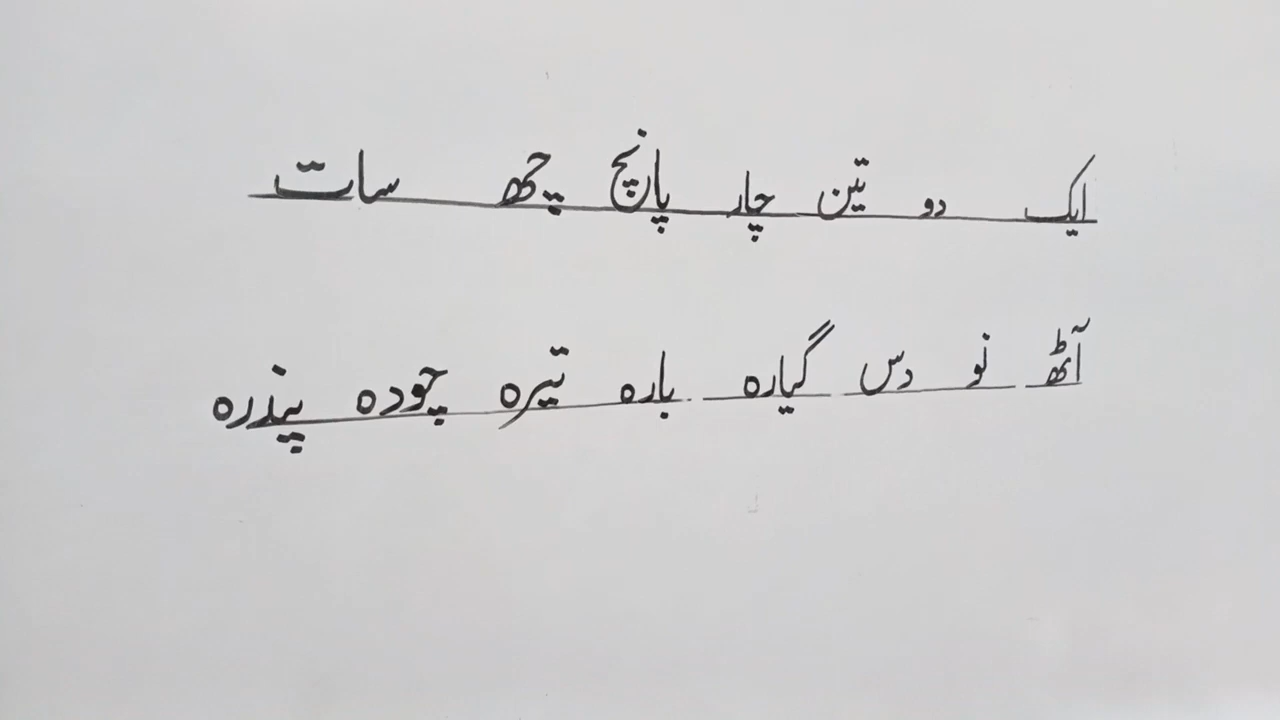 ایک دو تین چار پانچ چھ سات
آٹھ نو دس گیارہ بارہ تیرہ چودہ پندرہ